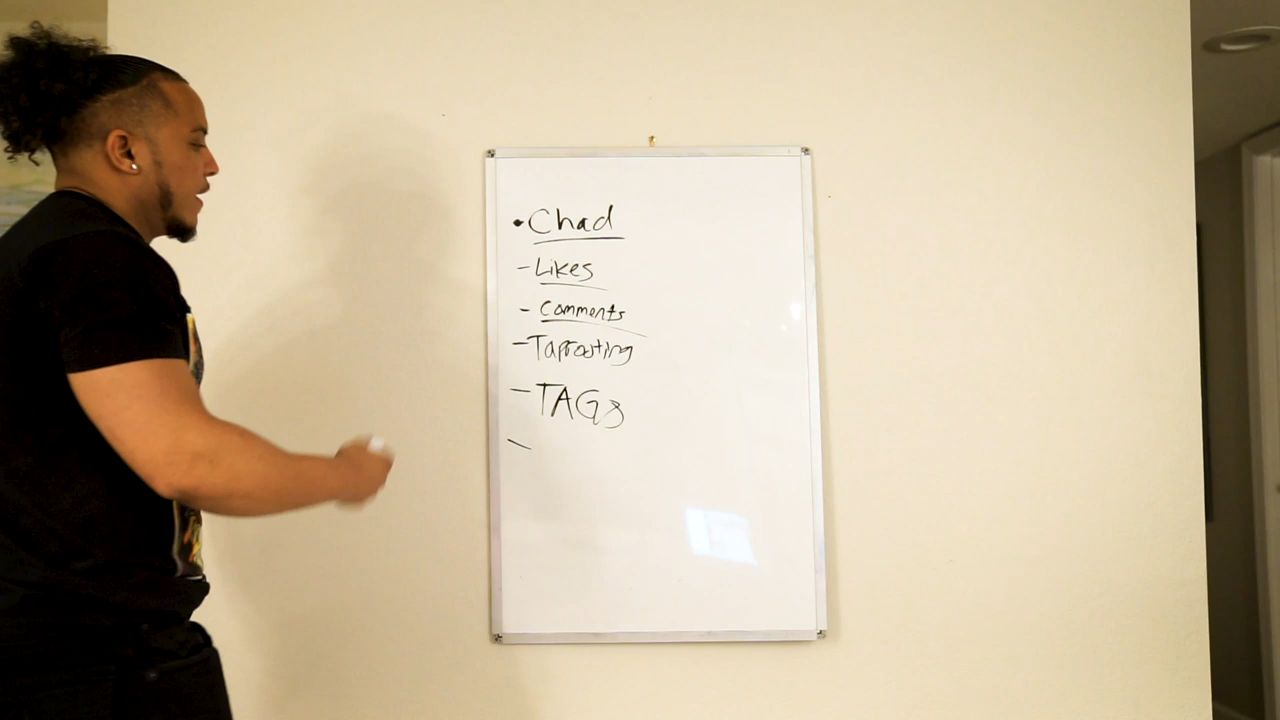 • Chad
- Likes
- Comments
- Taprooting
- TAGs
-